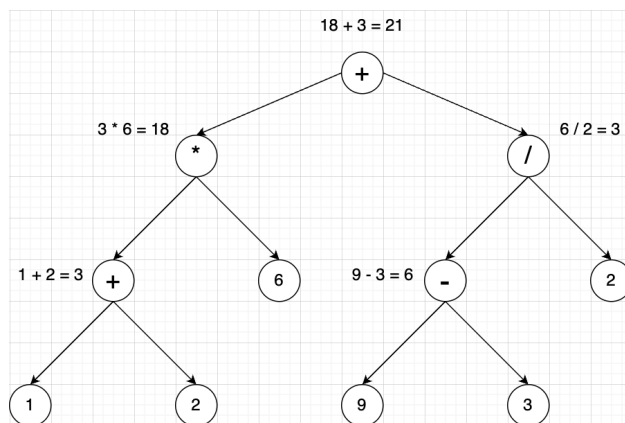 18 + 3 = 21
+
3 * 6 = 18
*
6 / 2 = 3
/
1 + 2 = 3
+
6
9 - 3 = 6
-
2
1
2
9
3